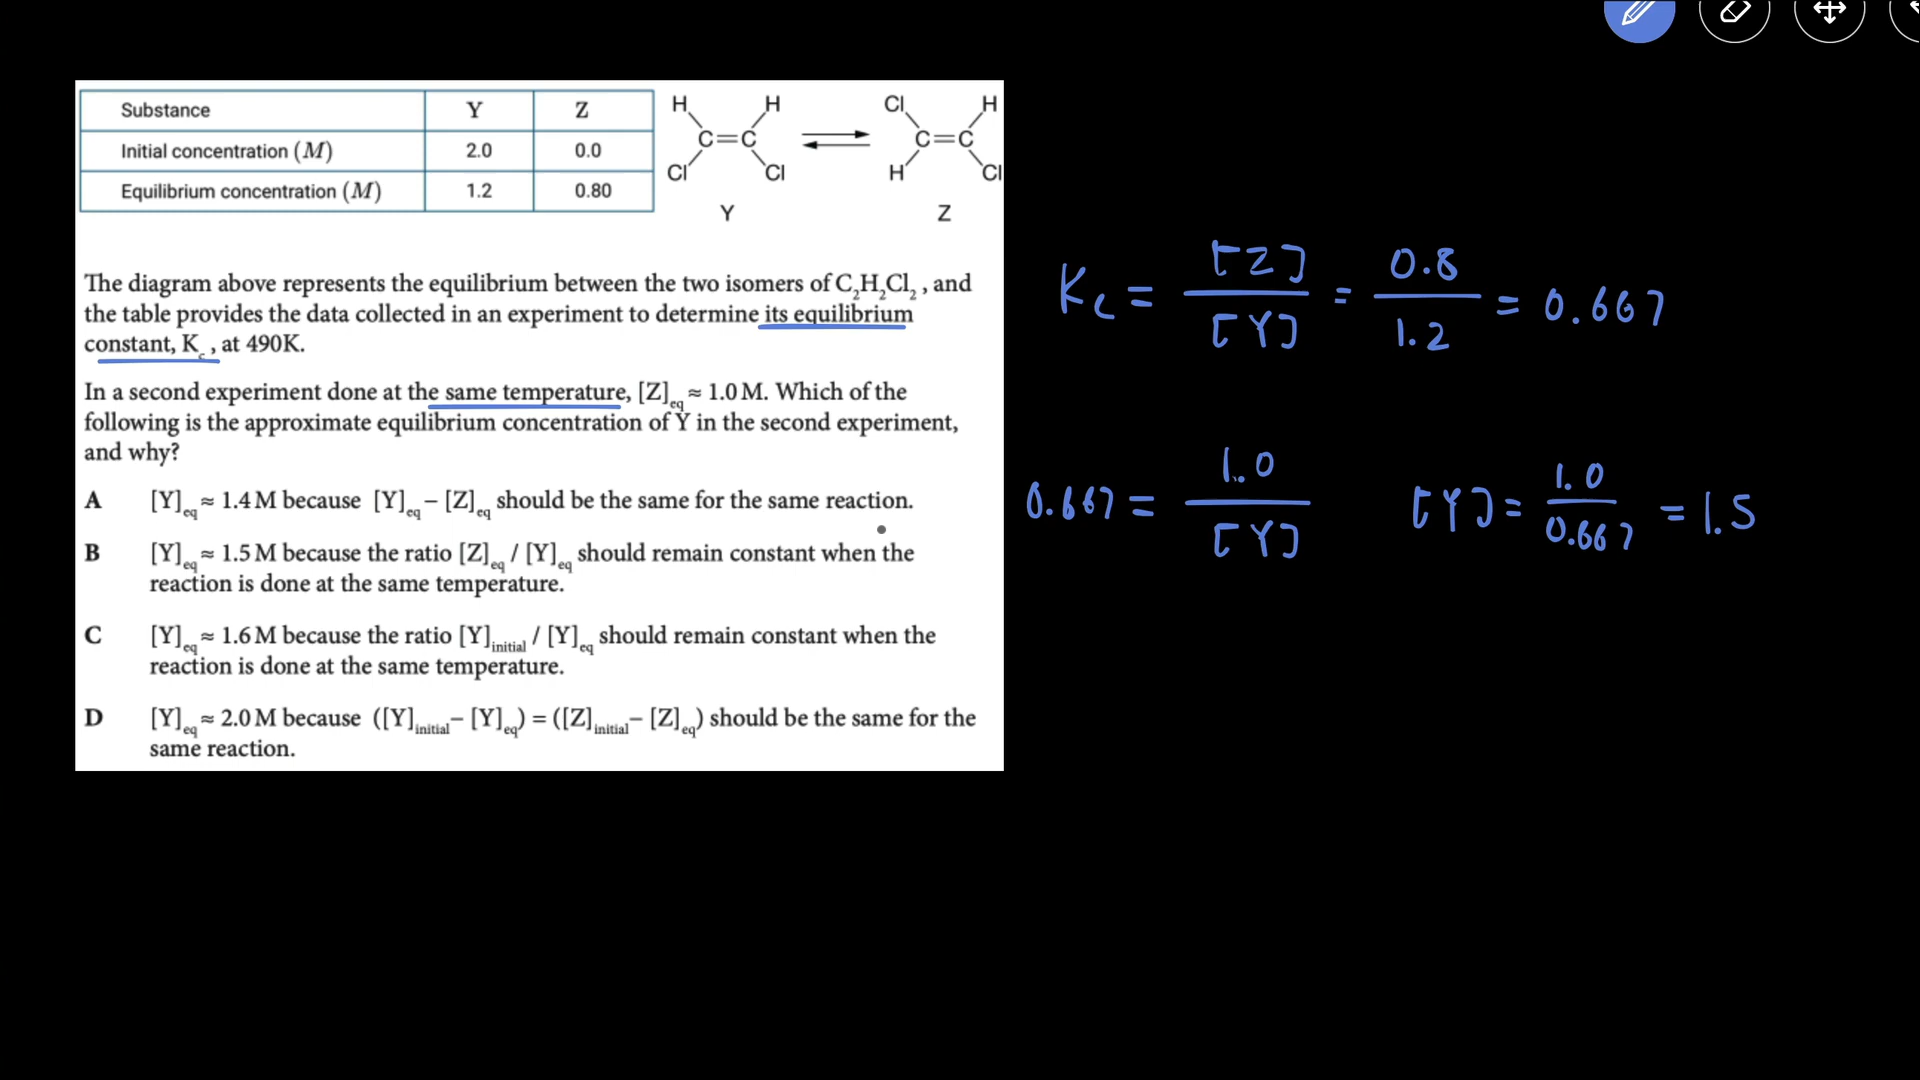 Substance Y Z
Initial concentration (M) 2.0 0.0
Equilibrium concentration (M) 1.2 0.80
H H
C=C
Cl Cl
Y
Cl H
C=C
H Cl
Z
The diagram above represents the equilibrium between the two isomers of C₂H₂Cl₂ , and
the table provides the data collected in an experiment to determine its equilibrium
constant, K꜀ , at 490K.
In a second experiment done at the same temperature, [Z]eq ≈ 1.0 M. Which of the
following is the approximate equilibrium concentration of Y in the second experiment,
and why?
A [Y]eq ≈ 1.4 M because [Y]eq – [Z]eq should be the same for the same reaction.
B [Y]eq ≈ 1.5 M because the ratio [Z]eq / [Y]eq should remain constant when the
reaction is done at the same temperature.
C [Y]eq ≈ 1.6 M because the ratio [Y]initial / [Y]eq should remain constant when the
reaction is done at the same temperature.
D [Y]eq ≈ 2.0 M because ([Y]initial– [Y]eq) = ([Z]initial– [Z]eq) should be the same for the
same reaction.
Kc = [Z] / [Y] = 0.8 / 1.2 = 0.667
0.667 = 1.0 / [Y]
[Y] = 1.0 / 0.667 = 1.5